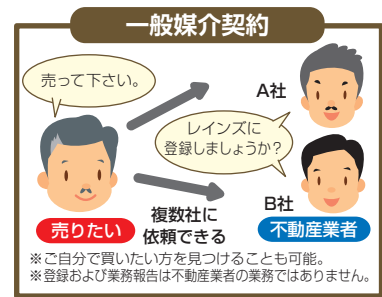 一般媒介契約
売って下さい。
A社
レインズに
登録しましょうか？
B社
複数社に
依頼できる
売りたい
不動産業者
※ご自分で買いたい方を見つけることも可能。
※登録および業務報告は不動産業者の業務ではありません。